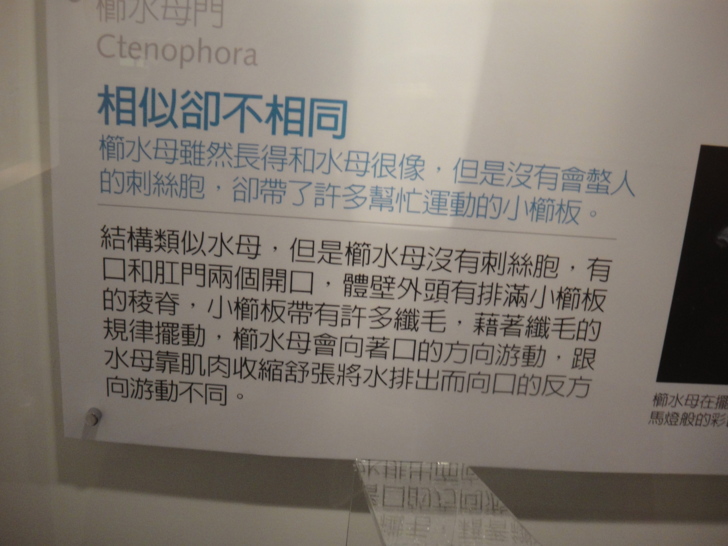 櫛水母門
Ctenophora
相似卻不相同
櫛水母雖然長得和水母很像，但是沒有會螫人
的刺絲胞，卻帶了許多幫忙運動的小櫛板。
結構類似水母，但是櫛水母沒有刺絲胞，有
口和肛門兩個開口，體壁外頭有排滿小櫛板
的稜脊，小櫛板帶有許多纖毛，藉著纖毛的
規律擺動，櫛水母會向著口的方向游動，跟
水母靠肌肉收縮舒張將水排出而向口的反方
向游動不同。
櫛水母在擺
馬燈般的彩